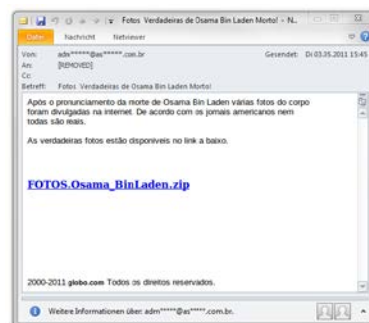 Fotos Verdadeiras de Osama Bin Laden Morto! - N..
Datei Nachricht Netviewer
Von: adm*****@as*****.com.br Gesendet: Di 03.35.2011 15:45
An: [REMOVED]
Cc:
Betreff: Fotos Verdadeiras de Osama Bin Laden Morto!
Após o pronunciamento da morte de Osama Bin Laden várias fotos do corpo
foram divulgadas na internet. De acordo com os jornais americanos nem
todas são reais.
As verdadeiras fotos estão disponiveis no link a baixo.
FOTOS.Osama_BinLaden.zip
2000-2011 globo.com Todos os direitos reservados.
Weitere Informationen über: adm*****@as*****.com.br.